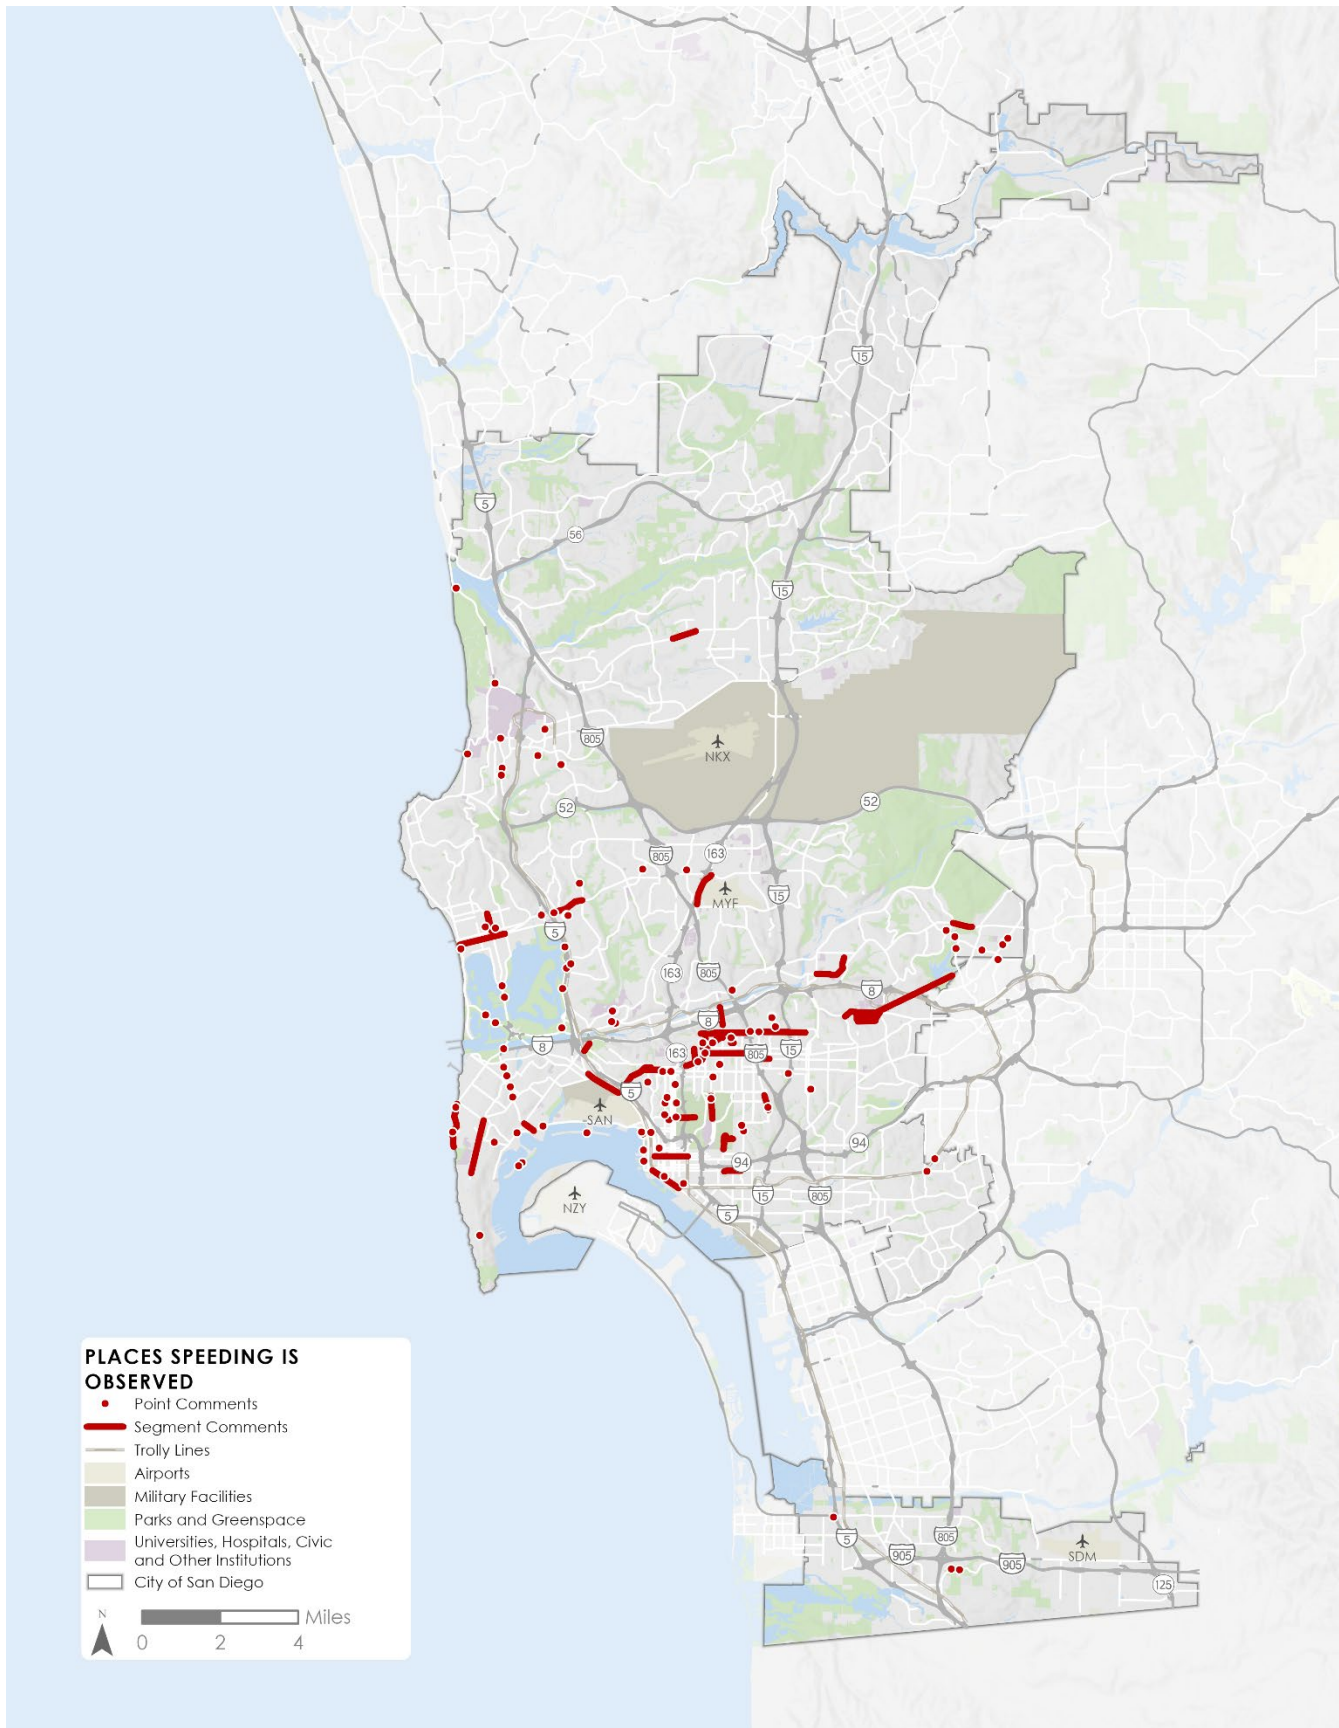 15
5
56
15
805
NKX
52
52
163
805
MYF
15
5
163
805
8
8
8
163
805
15
5
SAN
94
94
NZY
15
805
5
PLACES SPEEDING IS
OBSERVED
Point Comments
Segment Comments
Trolly Lines
Airports
Military Facilities
Parks and Greenspace
Universities, Hospitals, Civic
and Other Institutions
City of San Diego
N
Miles
0 2 4
5
805
905
905
SDM
125